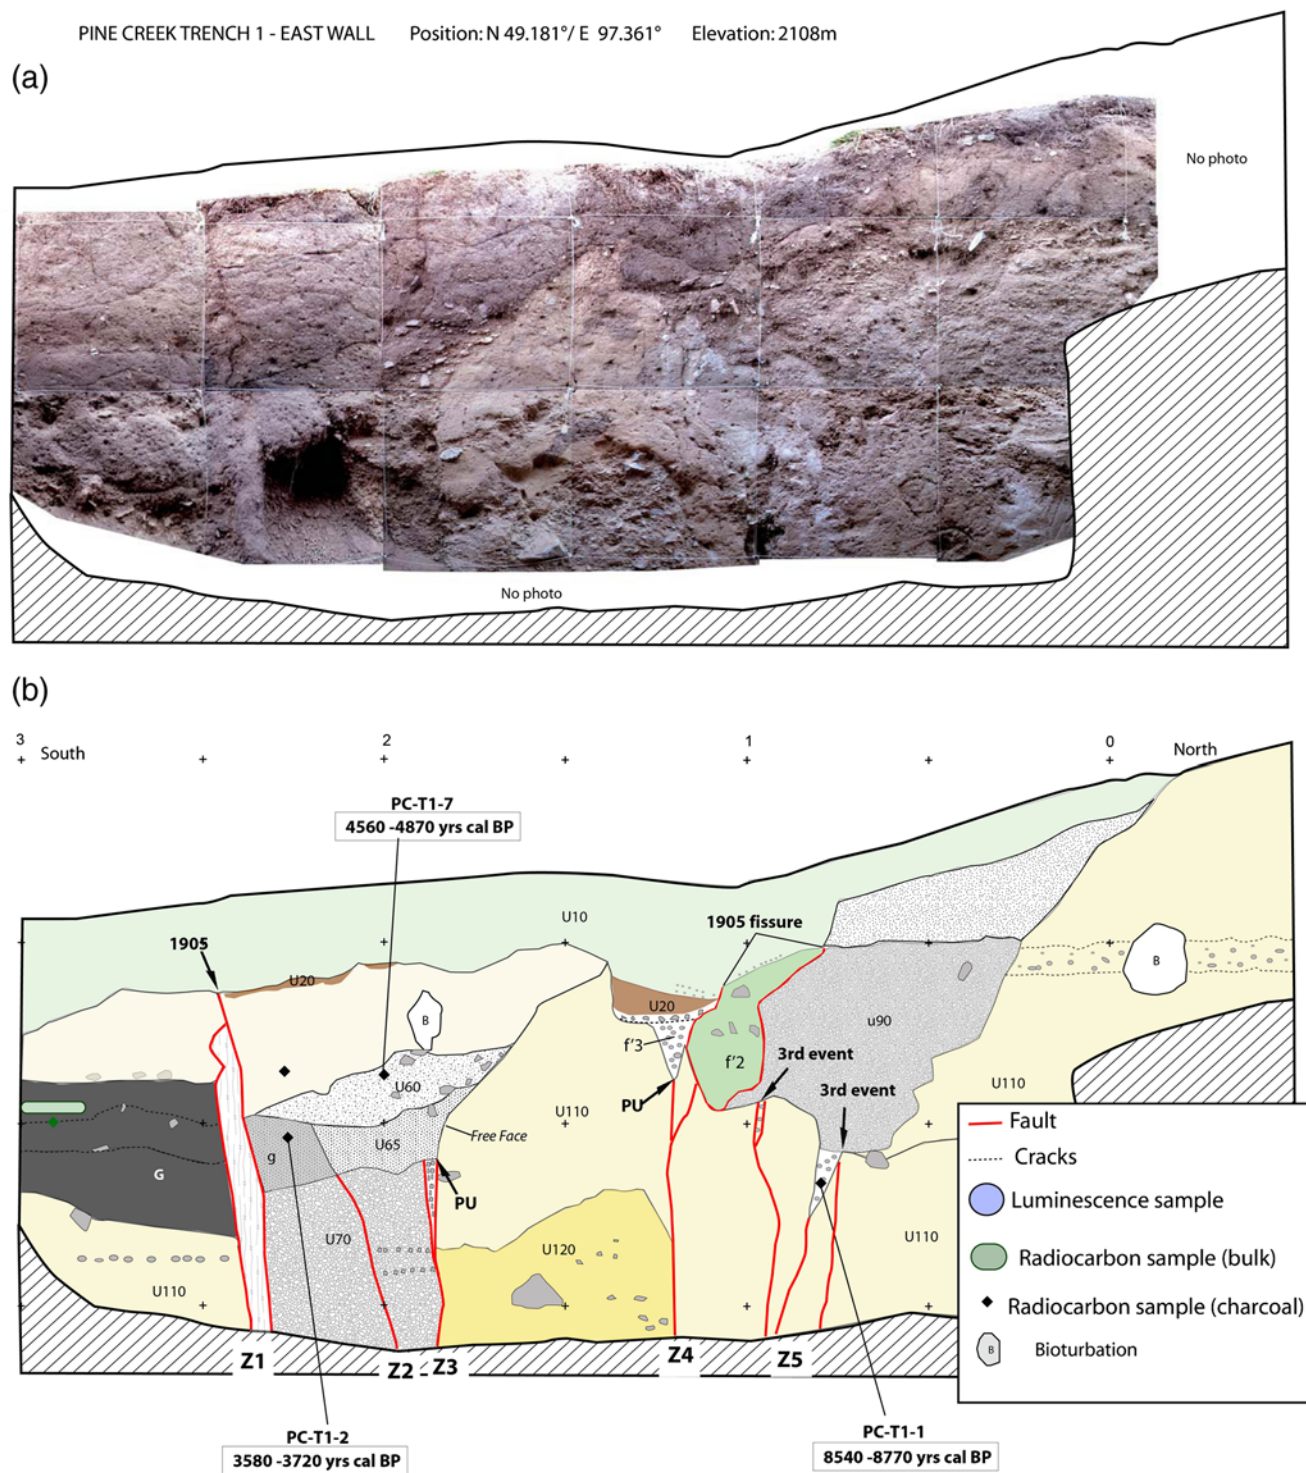 PINE CREEK TRENCH 1 - EAST WALL Position: N 49.181°/ E 97.361° Elevation: 2108m
(a)
No photo
No photo
(b)
3 2 1 0
South North
PC-T1-7
4560 -4870 yrs cal BP
U10
1905 fissure
1905
U20
B
B
U20
u90
f'3
3rd event
f'2
3rd event
U60
PU
U110
U110
U65
Free Face
g
G
PU
U70
U120
U110
U110
Z1 Z2 Z3 Z4 Z5
Fault
Cracks
Luminescence sample
Radiocarbon sample (bulk)
Radiocarbon sample (charcoal)
B Bioturbation
PC-T1-2
3580 -3720 yrs cal BP
PC-T1-1
8540 -8770 yrs cal BP